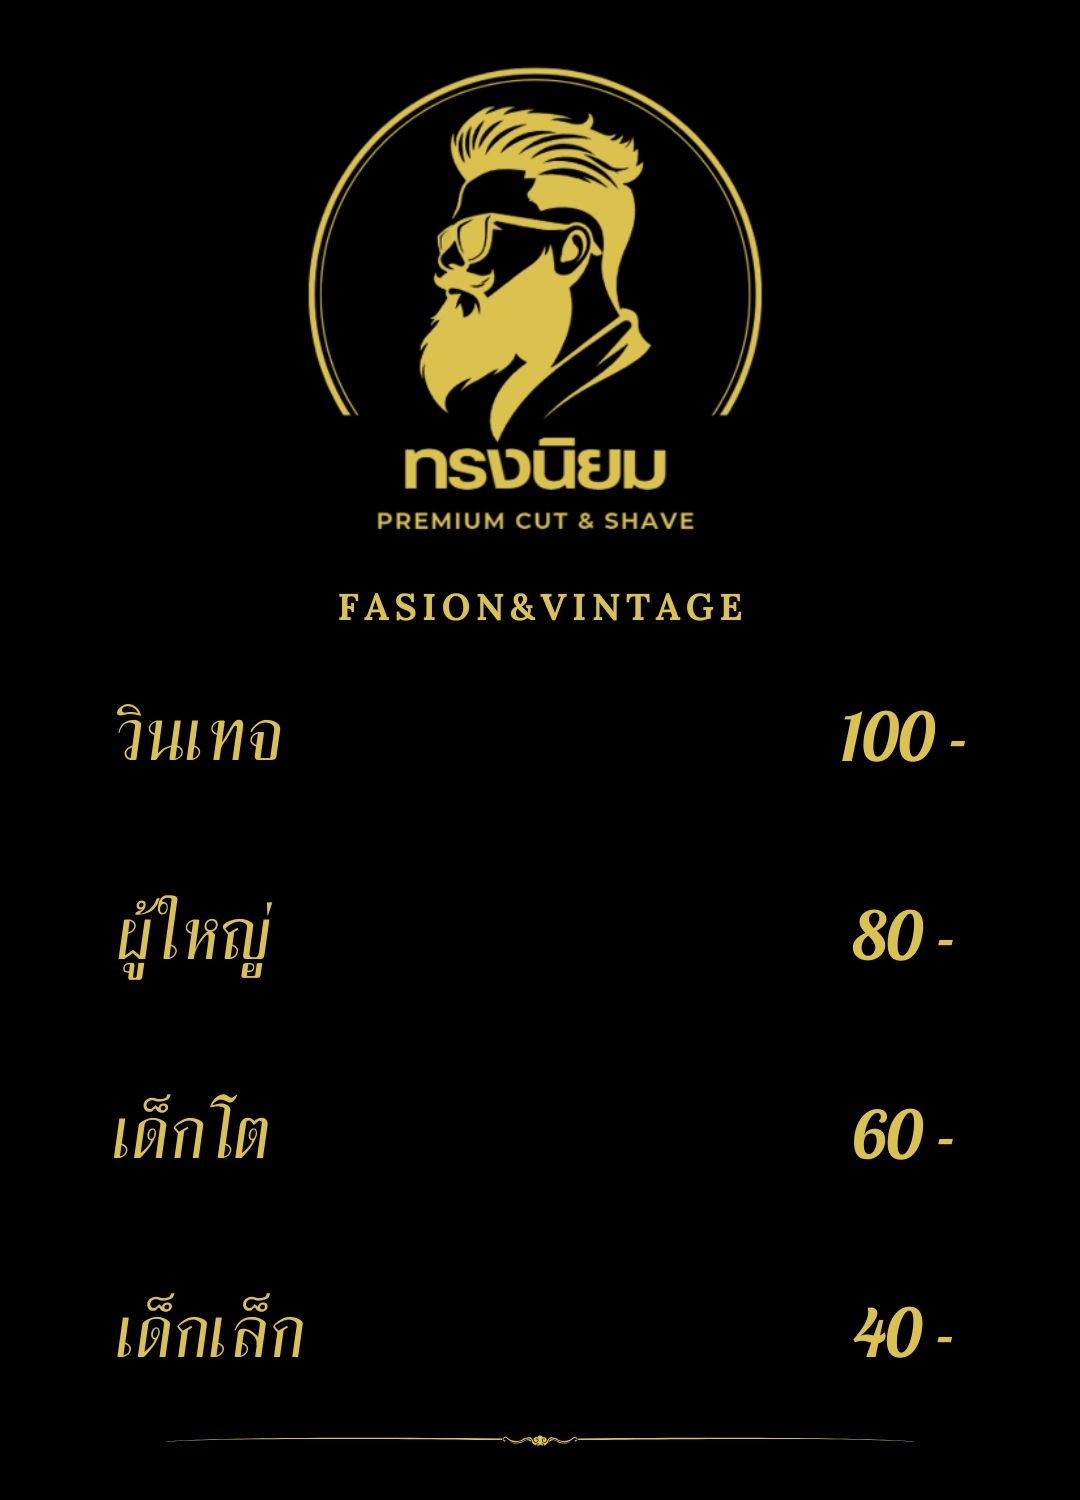 ทรงนิยม
PREMIUM CUT & SHAVE
FASION&VINTAGE
วินเทจ 100 -
ผู้ใหญ่ 80 -
เด็กโต 60 -
เด็กเล็ก 40 -